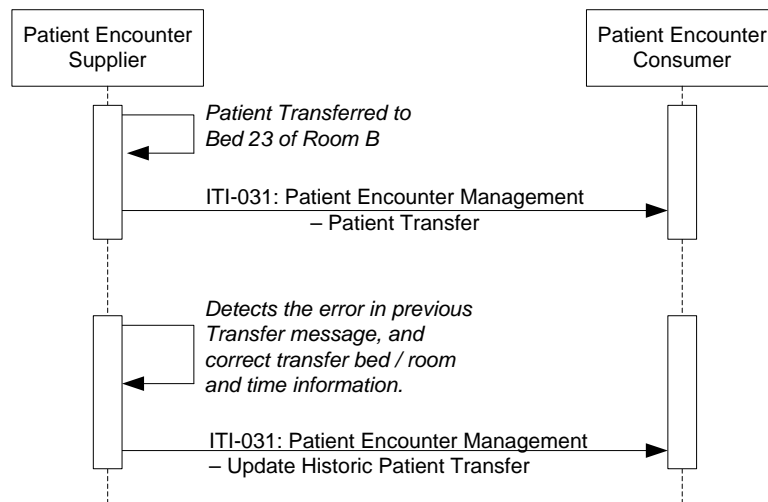 Patient Encounter
Supplier
Patient Encounter
Consumer
Patient Transferred to
Bed 23 of Room B
ITI-031: Patient Encounter Management
– Patient Transfer
Detects the error in previous
Transfer message, and
correct transfer bed / room
and time information.
ITI-031: Patient Encounter Management
– Update Historic Patient Transfer